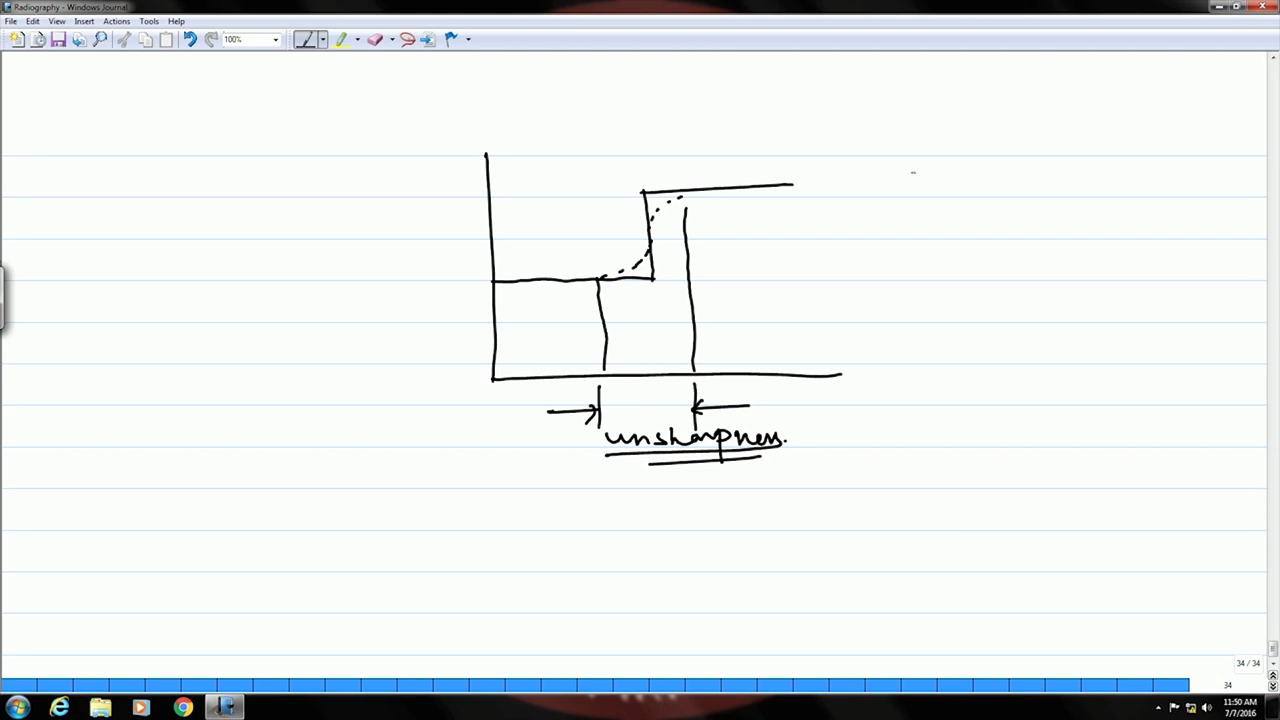 Radiography - Windows Journal
File Edit View Insert Actions Tools Help
100%
unsharpness.
34 / 34
34
11:50 AM
7/7/2016